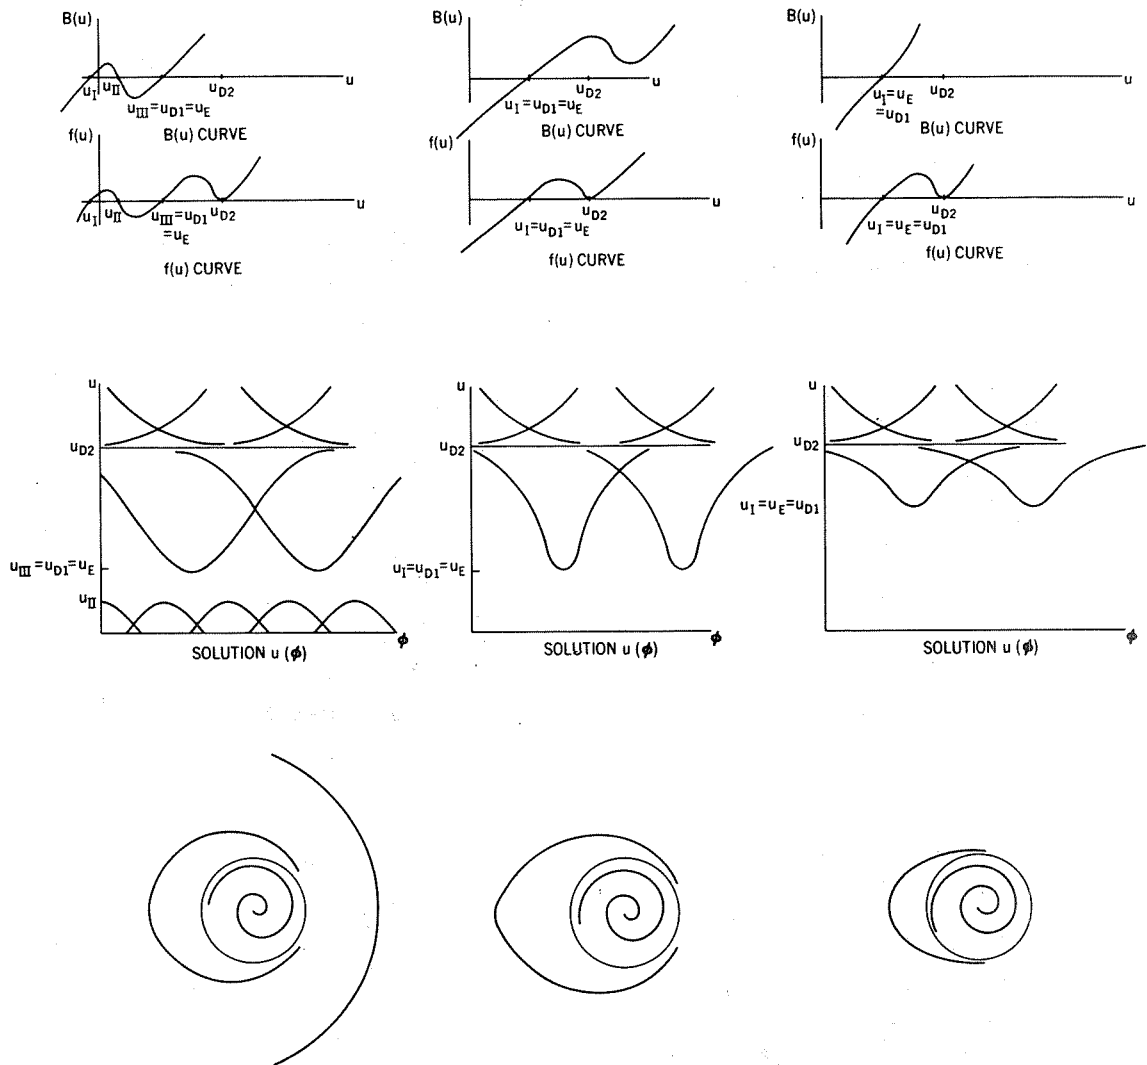 B(u)
u
u_I
u_II
u_D2
u_III=u_D1=u_E
B(u) CURVE
f(u)
u
u_I
u_II
u_III=u_D1
u_D2
=u_E
f(u) CURVE
B(u)
u
u_D2
u_I=u_D1=u_E
B(u) CURVE
f(u)
u
u_D2
u_I=u_D1=u_E
f(u) CURVE
B(u)
u
u_I=u_E
=u_D1
u_D2
B(u) CURVE
f(u)
u
u_D2
u_I=u_E=u_D1
f(u) CURVE
u
u_D2
u_III=u_D1=u_E
u_II
ϕ
SOLUTION u (ϕ)
u
u_D2
u_I=u_D1=u_E
ϕ
SOLUTION u (ϕ)
u
u_D2
u_I=u_E=u_D1
ϕ
SOLUTION u (ϕ)